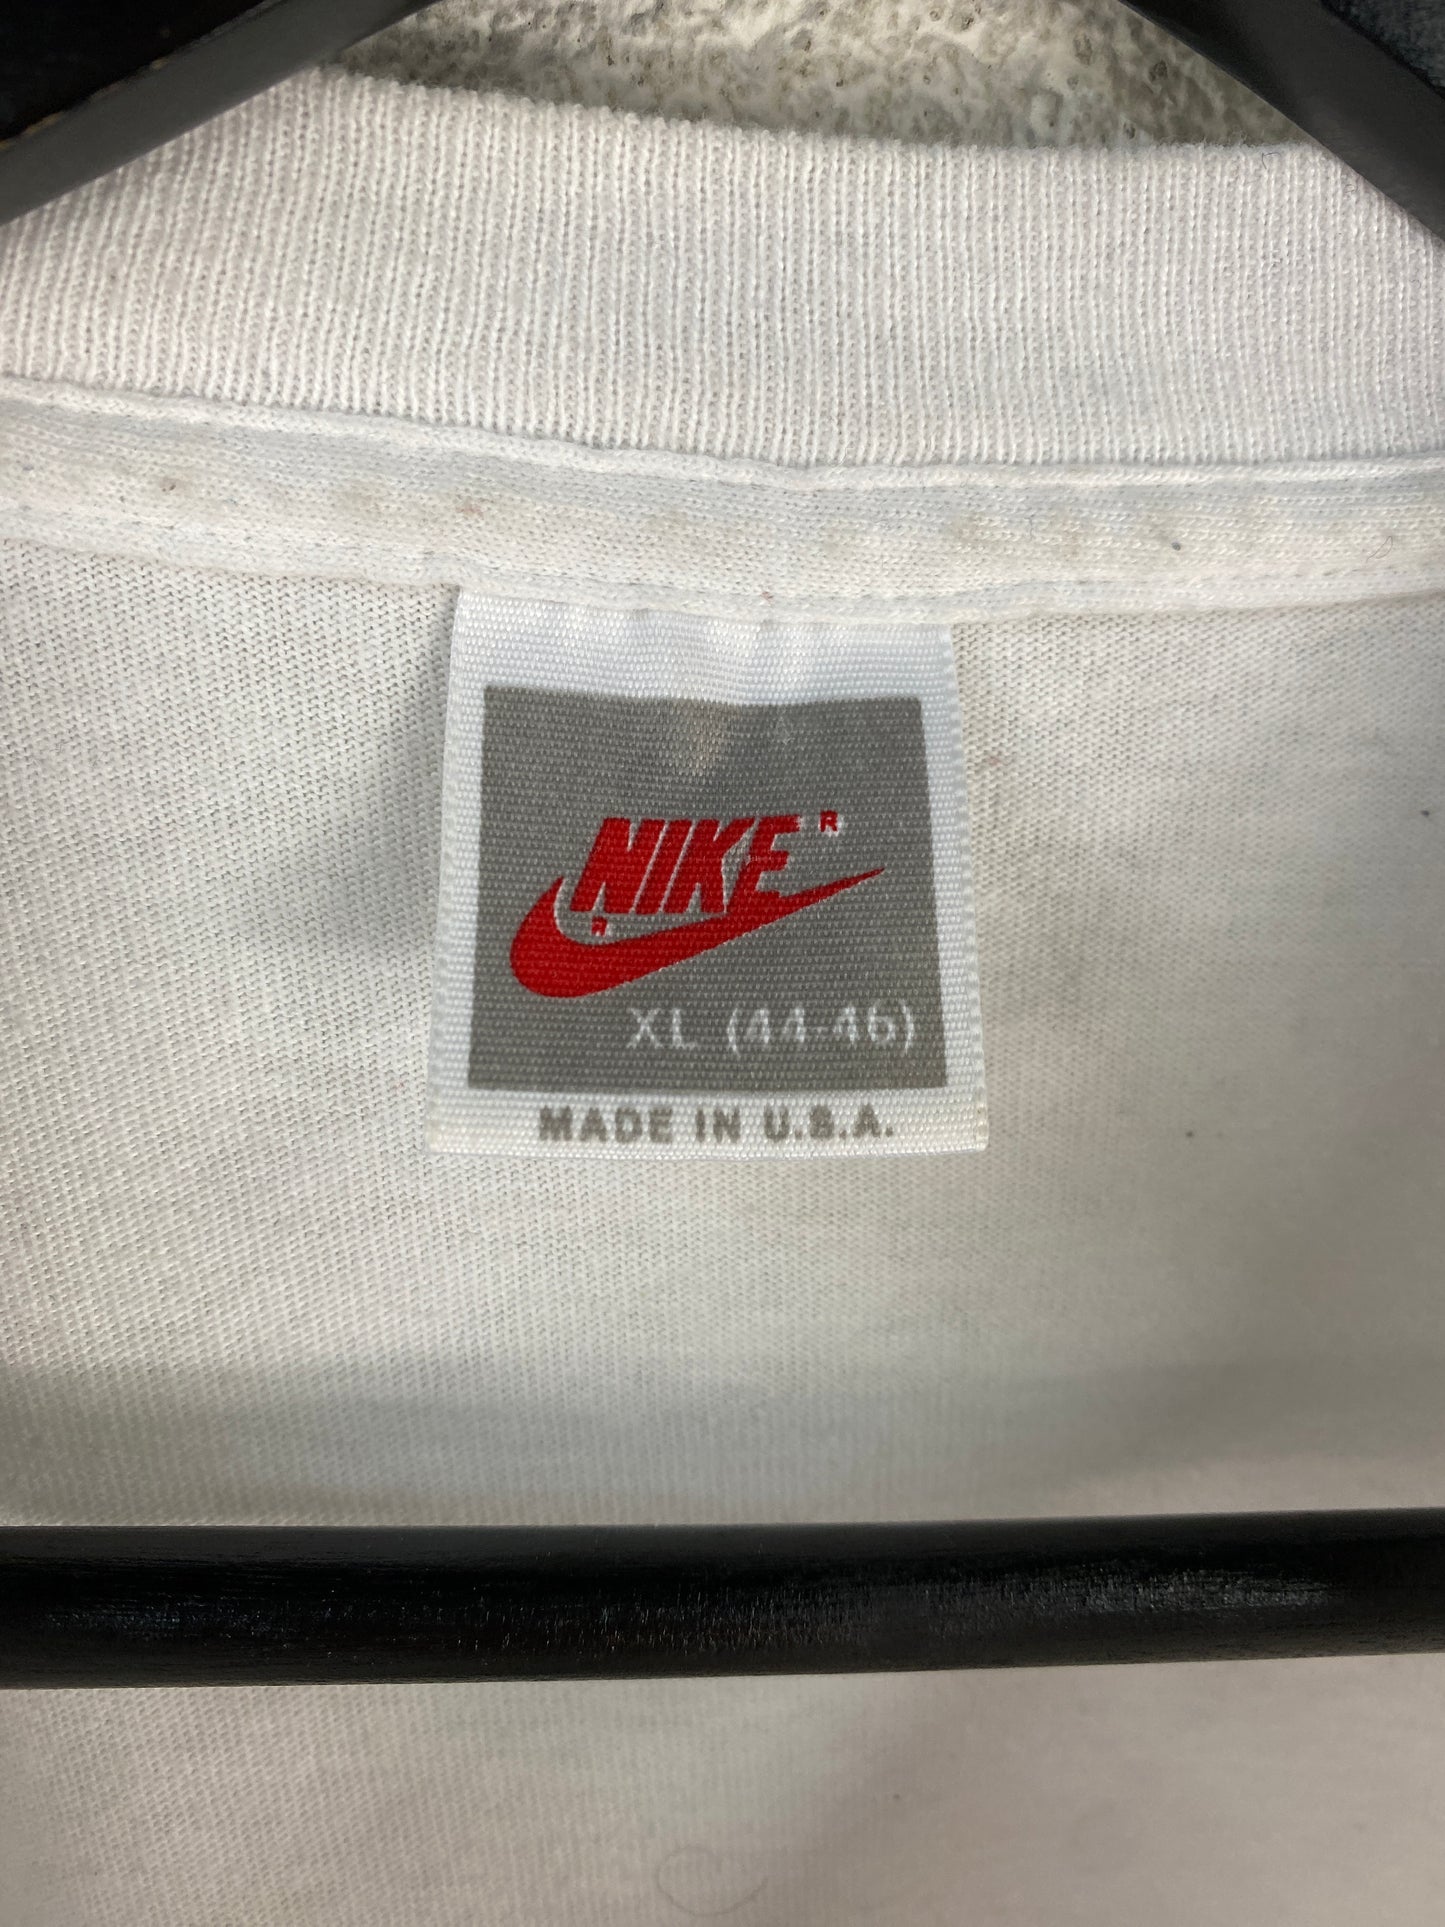 NIKE R
R
XL (44-46)
MADE IN U.S.A.